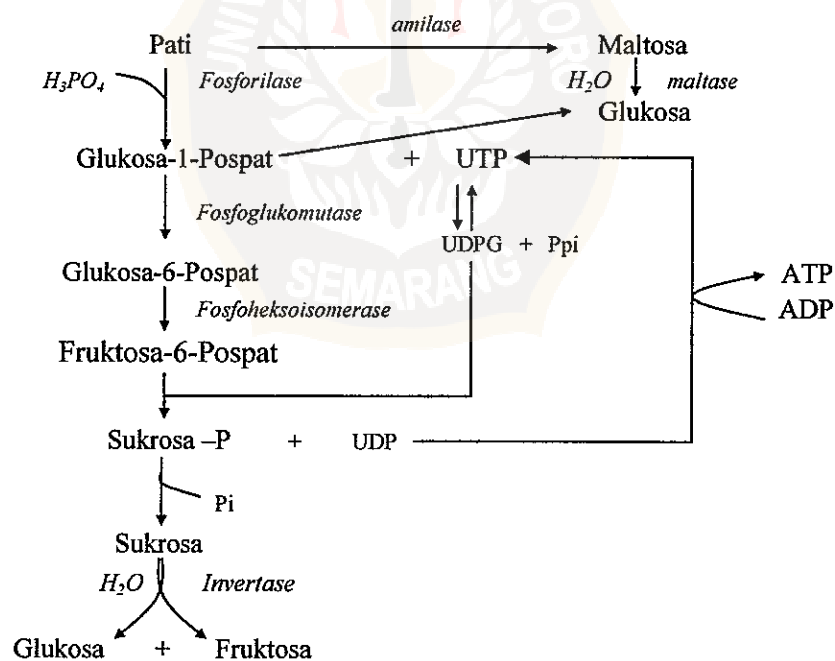 amilase
Pati Maltosa
H₃PO₄ Fosforilase H₂O maltase
Glukosa
Glukosa-1-Pospat + UTP
Fosfoglukomutase
UDPG + Ppi
Glukosa-6-Pospat
SEMARANG
ATP
Fosfoheksoisomerase
ADP
Fruktosa-6-Pospat
Sukrosa –P + UDP
Pi
Sukrosa
H₂O Invertase
Glukosa + Fruktosa